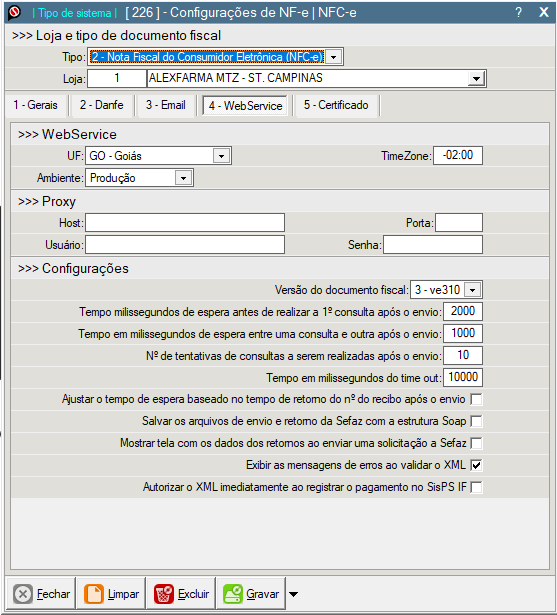 | Tipo de sistema | [ 226 ] - Configurações de NF-e | NFC-e ? X
>>> Loja e tipo de documento fiscal
Tipo: 2 - Nota Fiscal do Consumidor Eletrônica (NFC-e)
Loja: 1 ALEXFARMA MTZ - ST. CAMPINAS
1 - Gerais 2 - Danfe 3 - Email 4 - WebService 5 - Certificado
>>> WebService
UF: GO - Goiás TimeZone: -02:00
Ambiente: Produção
>>> Proxy
Host: Porta:
Usuário: Senha:
>>> Configurações
Versão do documento fiscal: 3 - ve310
Tempo milissegundos de espera antes de realizar a 1º consulta após o envio: 2000
Tempo em milissegundos de espera entre uma consulta e outra após o envio: 1000
Nº de tentativas de consultas a serem realizadas após o envio: 10
Tempo em milissegundos do time out: 10000
Ajustar o tempo de espera baseado no tempo de retorno do nº do recibo após o envio
Salvar os arquivos de envio e retorno da Sefaz com a estrutura Soap
Mostrar tela com os dados dos retornos ao enviar uma solicitação a Sefaz
Exibir as mensagens de erros ao validar o XML
Autorizar o XML imediatamente ao registrar o pagamento no SisPS IF
Fechar Limpar Excluir Gravar